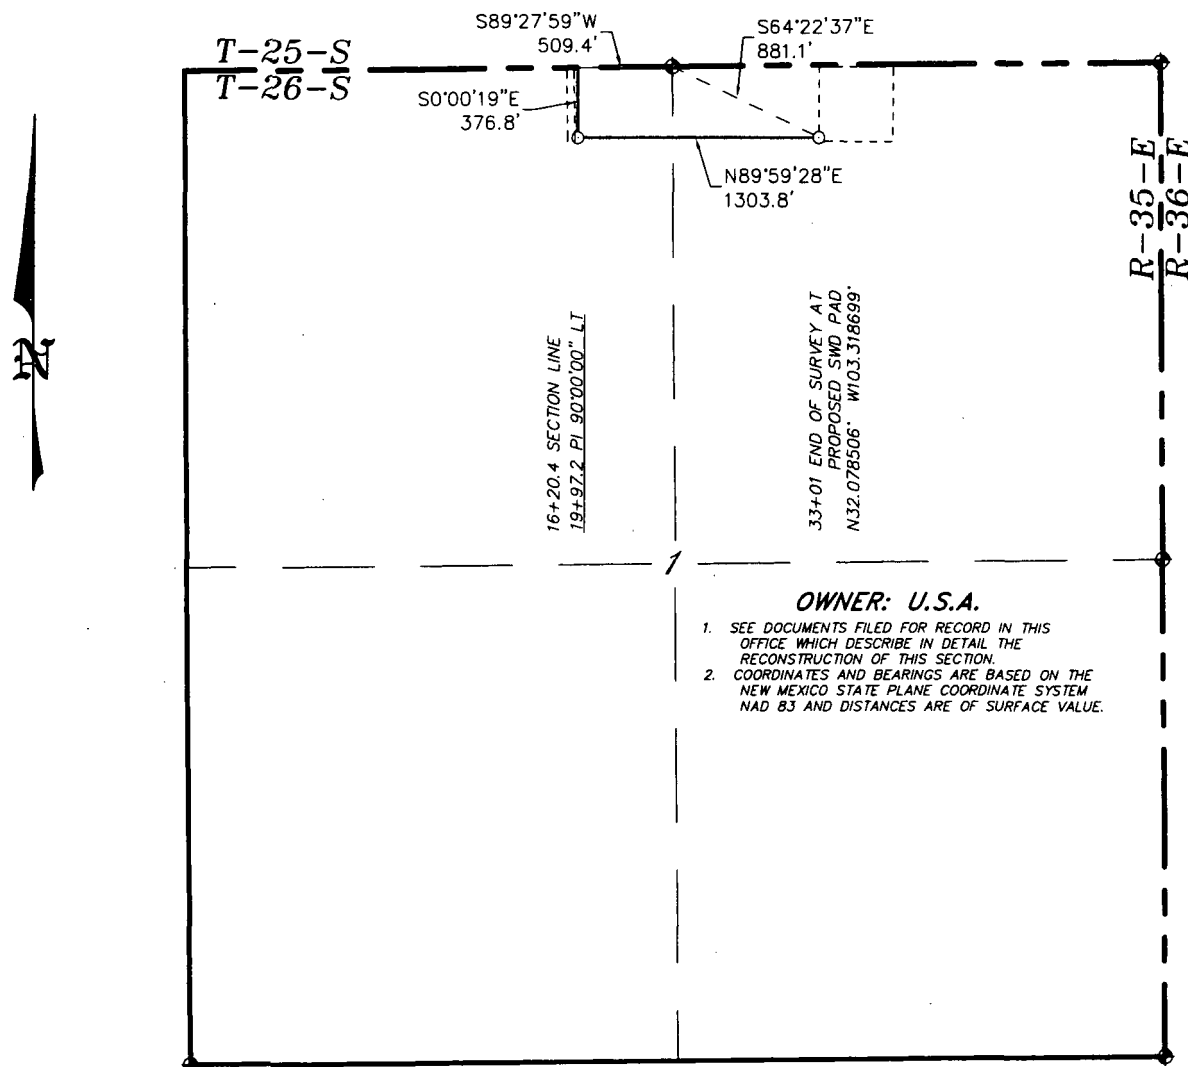 S89°27'59"W
509.4'
S64°22'37"E
881.1'
T-25-S
T-26-S
S0°00'19"E
376.8'
N89°59'28"E
1303.8'
R-35-E
R-36-E
N
16+20.4 SECTION LINE
19+97.2 PI 90°00'00" LT
33+01 END OF SURVEY AT
PROPOSED SWD PAD
N32.078506° W103.318699°
1
OWNER: U.S.A.
1. SEE DOCUMENTS FILED FOR RECORD IN THIS
OFFICE WHICH DESCRIBE IN DETAIL THE
RECONSTRUCTION OF THIS SECTION.
2. COORDINATES AND BEARINGS ARE BASED ON THE
NEW MEXICO STATE PLANE COORDINATE SYSTEM
NAD 83 AND DISTANCES ARE OF SURFACE VALUE.